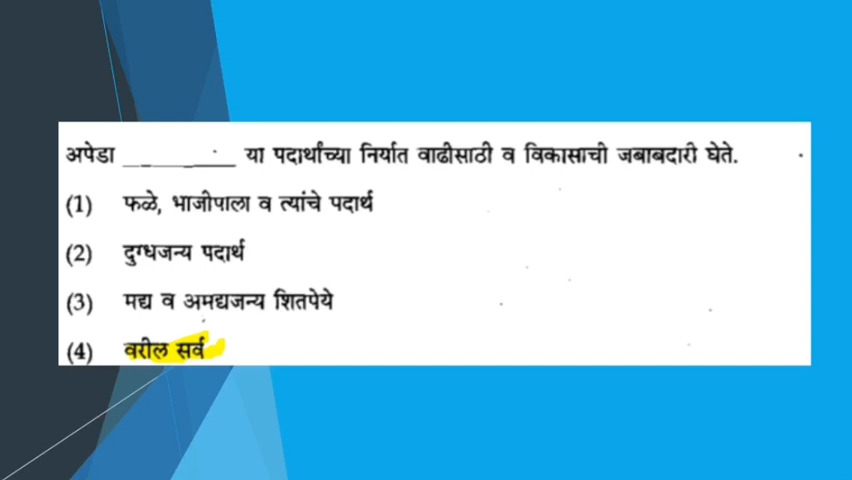 अपेडा ________ या पदार्थांच्या निर्यात वाढीसाठी व विकासाची जबाबदारी घेते.
(1) फळे, भाजीपाला व त्यांचे पदार्थ
(2) दुग्धजन्य पदार्थ
(3) मद्य व अमद्यजन्य शितपेये
(4) वरील सर्व